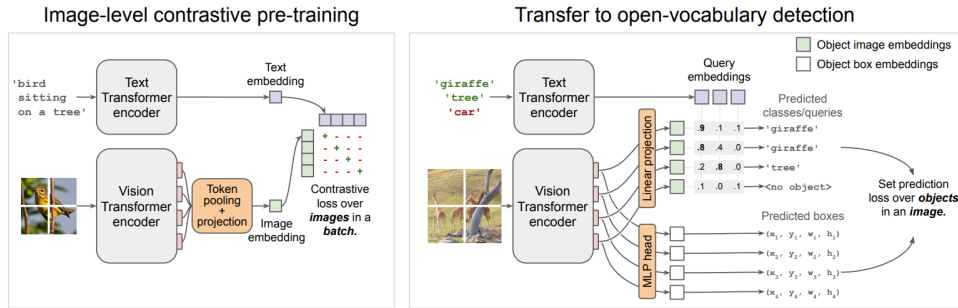 Image-level contrastive pre-training
'bird
sitting
on a tree'
Text
Transformer
encoder
Text
embedding
Vision
Transformer
encoder
Token
pooling
+
projection
Image
embedding
+ - - -
- + - -
- - + -
- - - +
Contrastive
loss over
images in a
batch.
Transfer to open-vocabulary detection
'giraffe'
'tree'
'car'
Text
Transformer
encoder
Query
embeddings
Object image embeddings
Object box embeddings
Vision
Transformer
encoder
Linear projection
Predicted
classes/queries
.9 .1 .1 'giraffe'
.8 .4 .0 'giraffe'
.2 .8 .0 'tree'
.1 .0 .1 <no object>
MLP head
Predicted boxes
(x₁, y₁, w₁, h₁)
(x₂, y₂, w₂, h₂)
(x₃, y₃, w₃, h₃)
(x₄, y₄, w₄, h₄)
Set prediction
loss over objects
in an image.